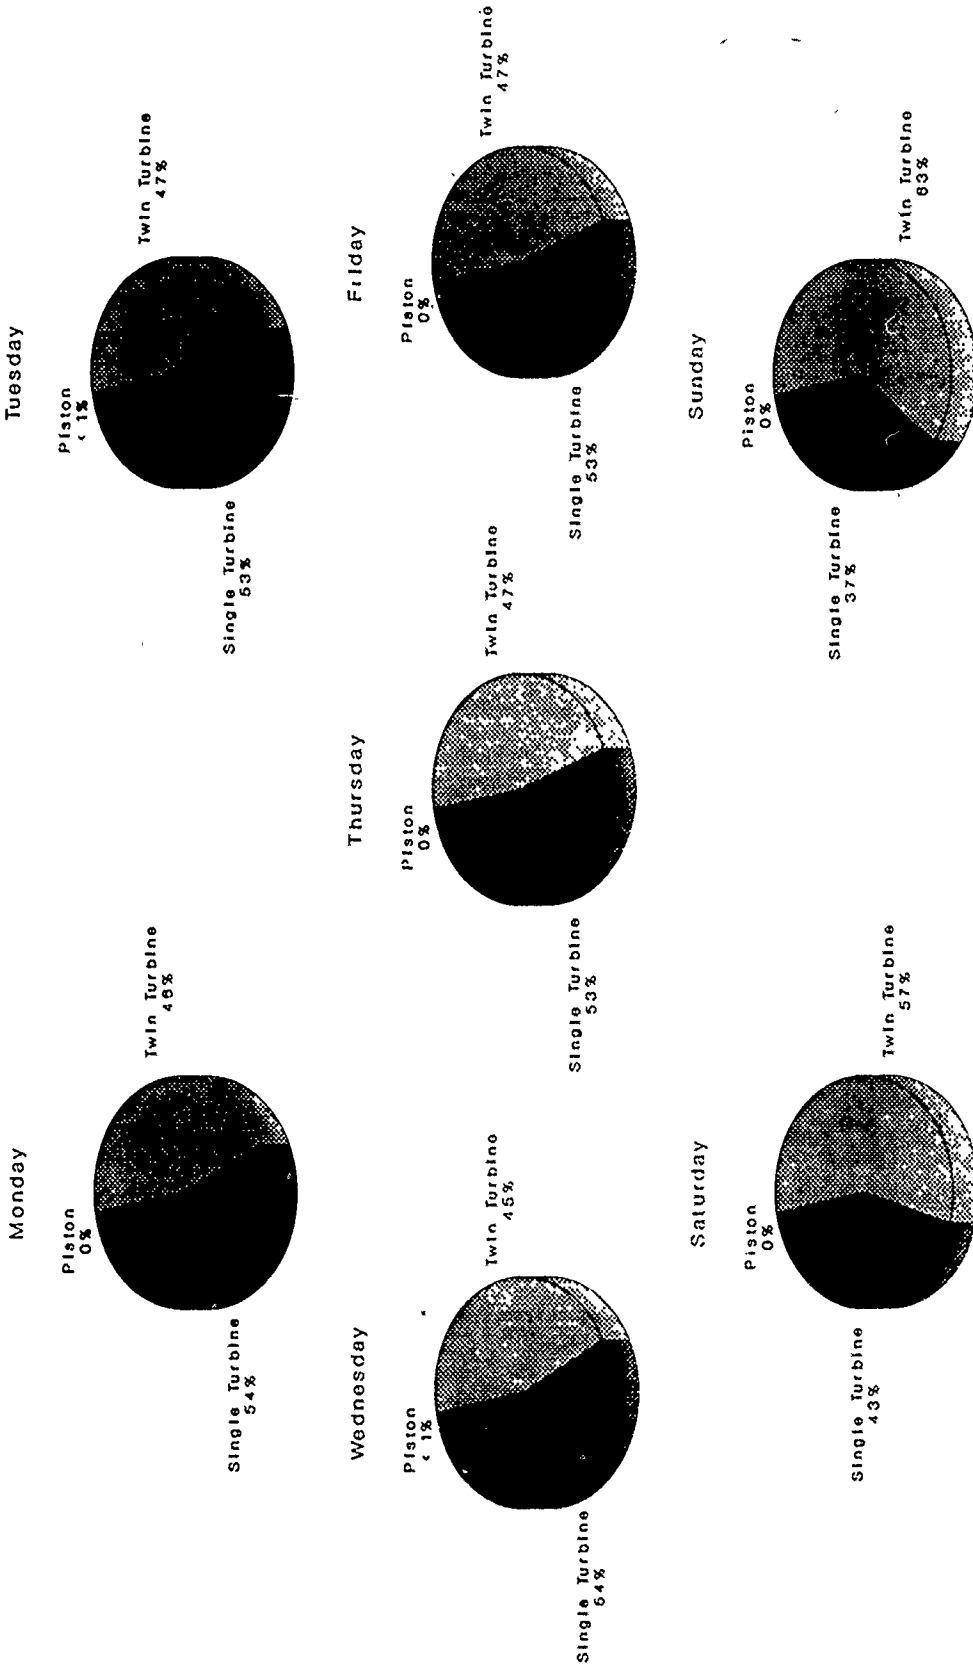 Monday
Piston
0%
Twin Turbine
46%
Single Turbine
54%
Tuesday
Piston
< 1%
Twin Turbine
47%
Single Turbine
53%
Wednesday
Piston
< 1%
Twin Turbine
45%
Single Turbine
54%
Thursday
Piston
0%
Twin Turbine
47%
Single Turbine
53%
Friday
Piston
0%
Twin Turbine
47%
Single Turbine
53%
Saturday
Piston
0%
Twin Turbine
57%
Single Turbine
43%
Sunday
Piston
0%
Twin Turbine
63%
Single Turbine
37%